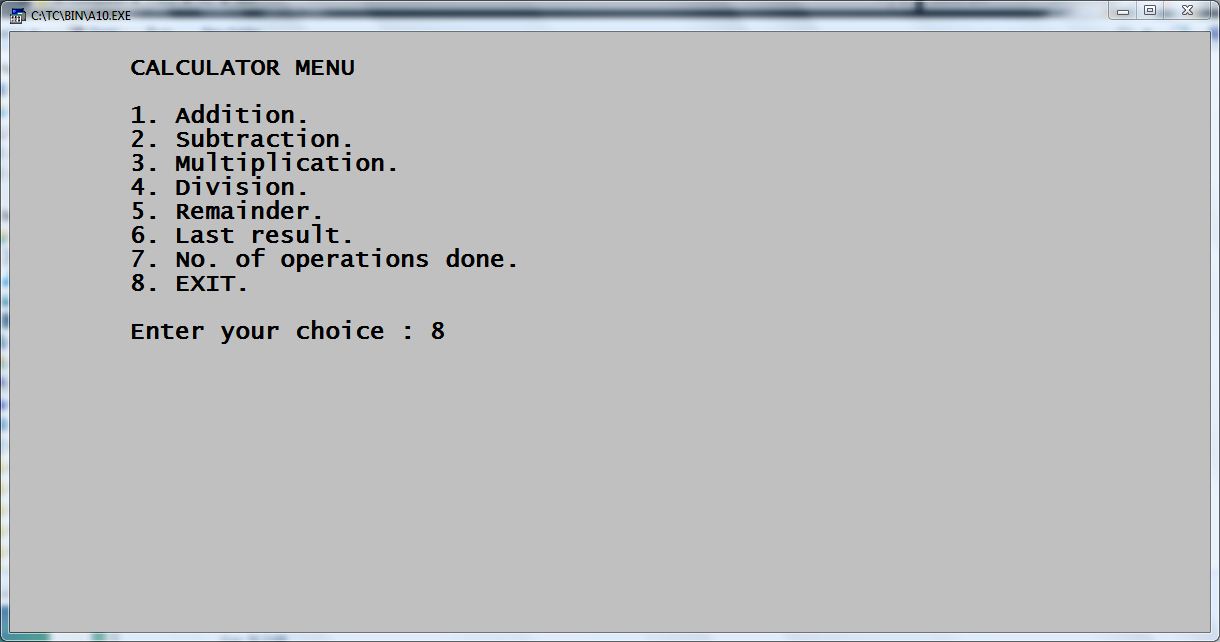 C:\TC\BIN\A10.EXE
CALCULATOR MENU
1. Addition.
2. Subtraction.
3. Multiplication.
4. Division.
5. Remainder.
6. Last result.
7. No. of operations done.
8. EXIT.
Enter your choice : 8